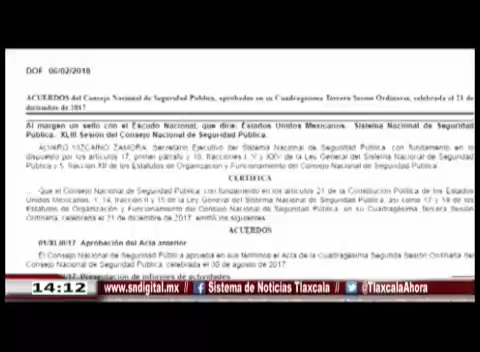 DOF: 06/02/2018
ACUERDOS del Consejo Nacional de Seguridad Pública, aprobados en su Cuadragésima Tercera Sesión Ordinaria, celebrada el 21 de
diciembre de 2017
Al margen un sello con el Escudo Nacional, que dice: Estados Unidos Mexicanos. Sistema Nacional de Seguridad
Pública. XLIII Sesión del Consejo Nacional de Seguridad Pública.
ÁLVARO VIZCAÍNO ZAMORA, Secretario Ejecutivo del Sistema Nacional de Seguridad Pública, con fundamento en lo
dispuesto por los artículos 17, primer párrafo y 18, fracciones I, V y XXV de la Ley General del Sistema Nacional de Seguridad
Pública y 5, fracción XII de los Estatutos de Organización y Funcionamiento del Consejo Nacional de Seguridad Pública
CERTIFICA
Que el Consejo Nacional de Seguridad Pública, con fundamento en los artículos 21 de la Constitución Política de los Estados
Unidos Mexicanos, 1, 14, fracción II y 15 de la Ley General del Sistema Nacional de Seguridad Pública, así como 17 y 18 de los
Estatutos de Organización y Funcionamiento del Consejo Nacional de Seguridad Pública, en su Cuadragésima Tercera Sesión
Ordinaria, celebrada el 21 de diciembre de 2017, emitió los siguientes
ACUERDOS
01/XLIII/17. Aprobación del Acta anterior
El Consejo Nacional de Seguridad Pública aprueba en sus términos el Acta de la Cuadragésima Segunda Sesión Ordinaria del
Consejo Nacional de Seguridad Pública, celebrada el 30 de agosto de 2017.
/17. Presentación de informes de actividades
14:12 www.sndigital.mx // f Sistema de Noticias Tlaxcala // @TlaxcalaAhora